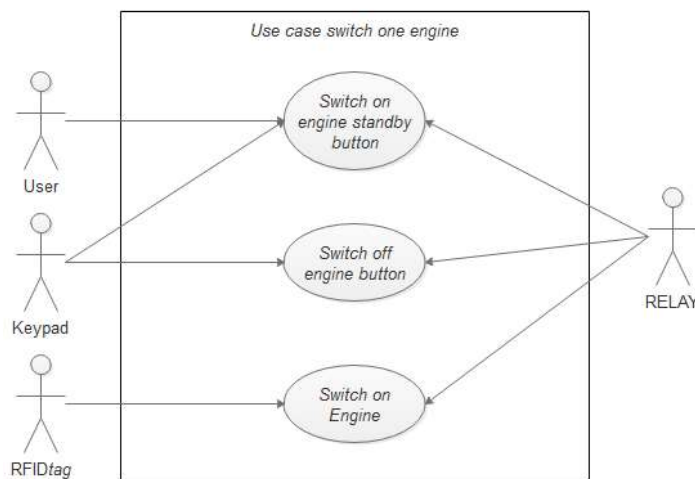 Use case switch one engine
Switch on
engine standby
button
User
Switch off
engine button
Keypad
RELAY
Switch on
Engine
RFIDtag